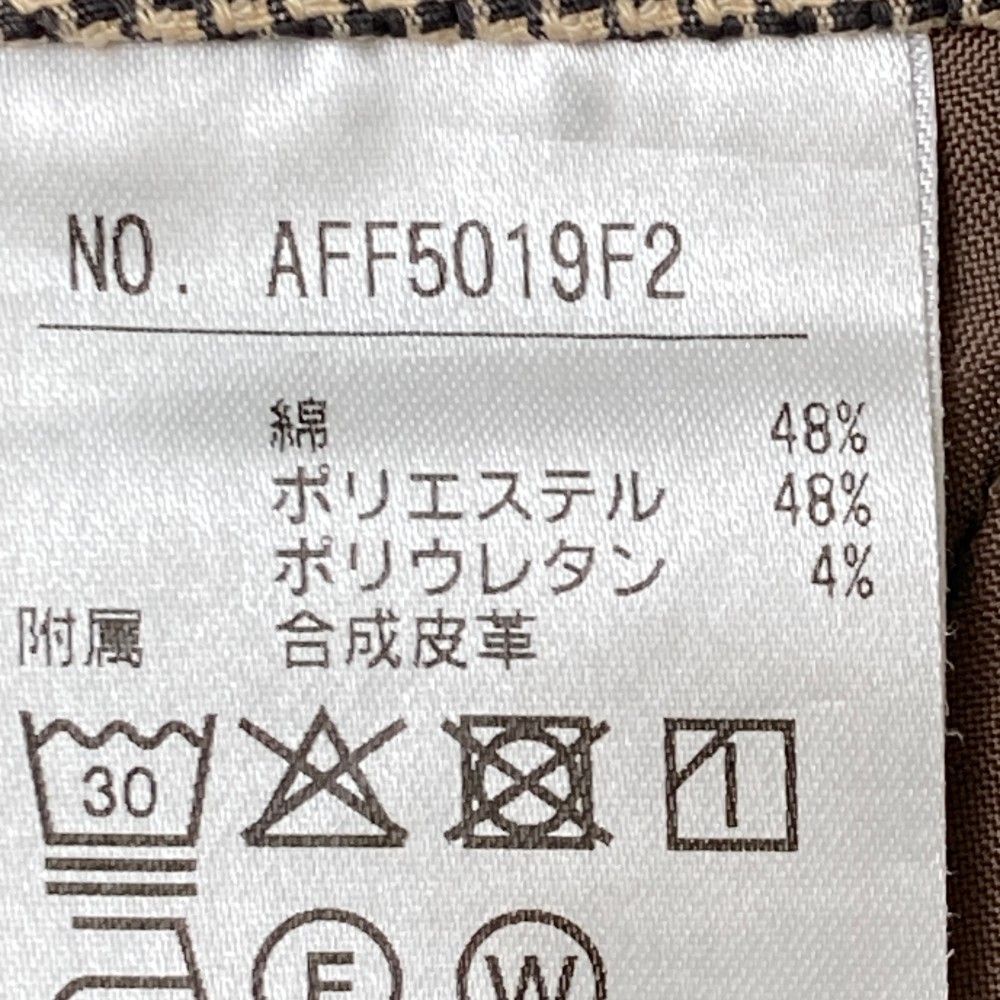 NO. AFF5019F2
綿 48%
ポリエステル 48%
ポリウレタン 4%
附属 合成皮革
30
F W